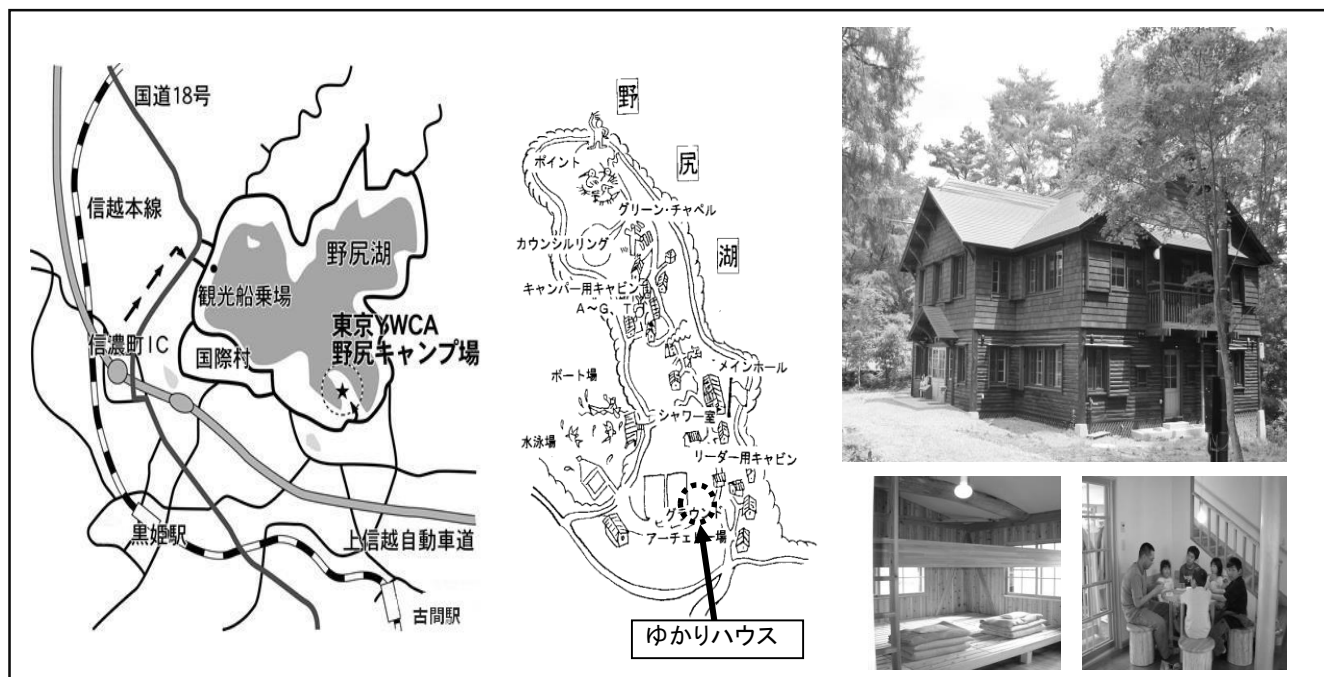 国道18号
信越本線
野尻湖
観光船乗場
東京YWCA
野尻キャンプ場
信濃町IC
国際村
黒姫駅
上信越自動車道
古間駅
野
尻
湖
ポイント
グリーン・チャペル
カウンシルリング
キャンパー用キャビン
A～G、T
メインホール
ボート場
シャワー室
水泳場
リーダー用キャビン
グラウンド
アーチェリー場
ゆかりハウス